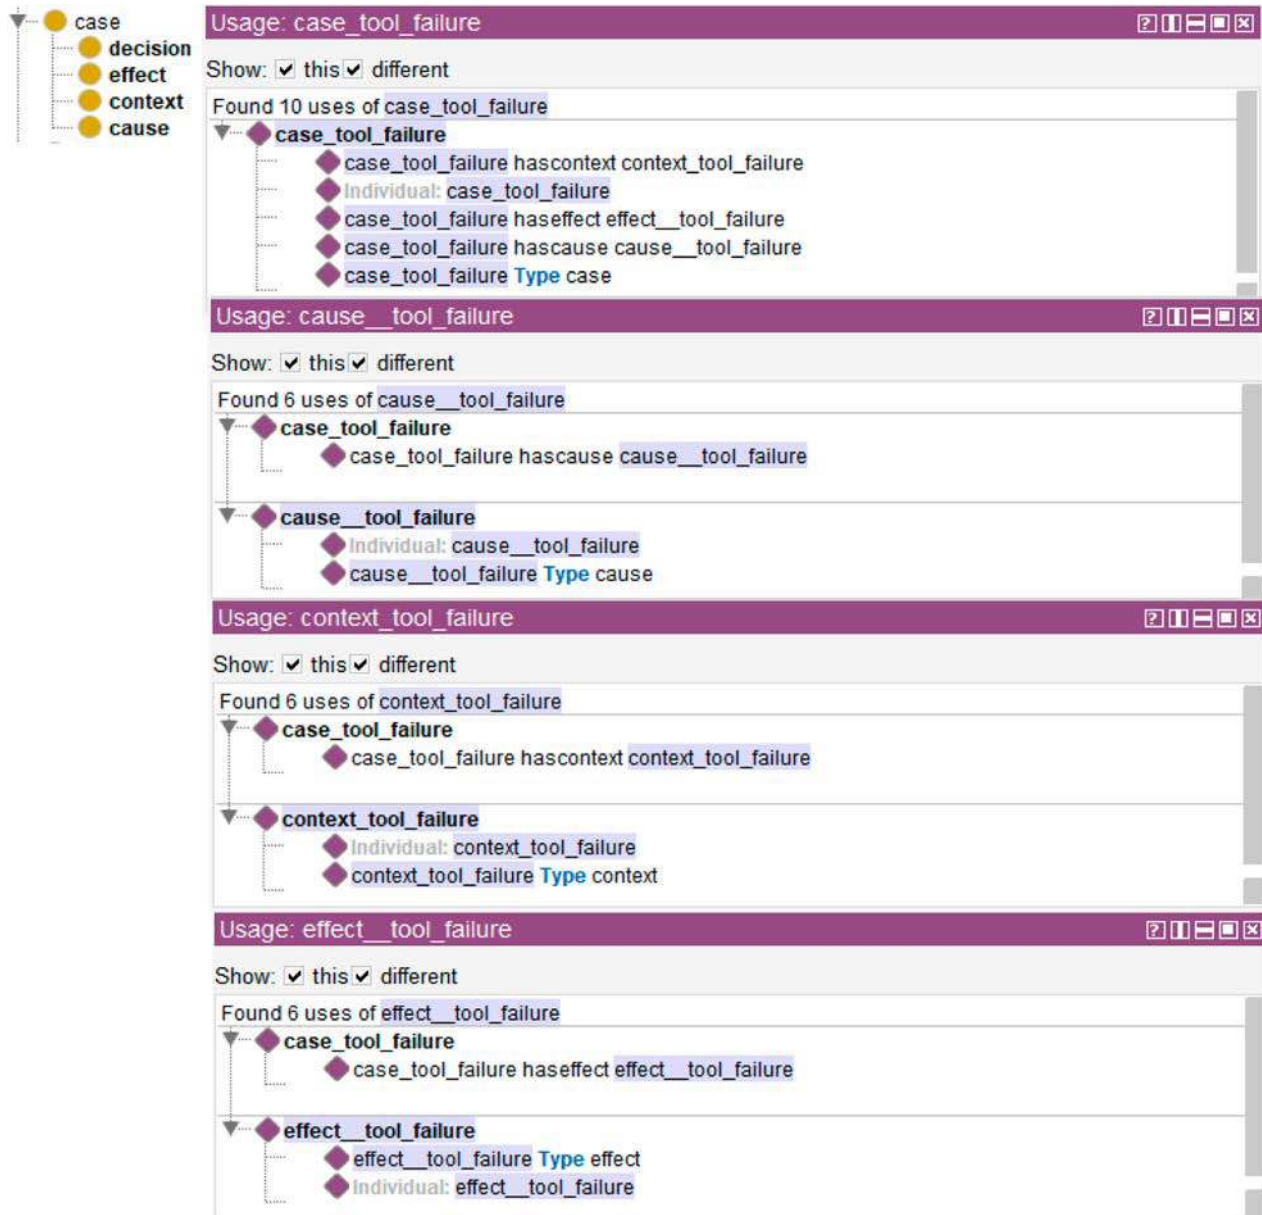 case
decision
effect
context
cause
Usage: case_tool_failure
Show: this different
Found 10 uses of case_tool_failure
case_tool_failure
case_tool_failure hascontext context_tool_failure
Individual: case_tool_failure
case_tool_failure haseffect effect__tool_failure
case_tool_failure hascause cause__tool_failure
case_tool_failure Type case
Usage: cause__tool_failure
Show: this different
Found 6 uses of cause__tool_failure
case_tool_failure
case_tool_failure hascause cause__tool_failure
cause__tool_failure
Individual: cause__tool_failure
cause__tool_failure Type cause
Usage: context_tool_failure
Show: this different
Found 6 uses of context_tool_failure
case_tool_failure
case_tool_failure hascontext context_tool_failure
context_tool_failure
Individual: context_tool_failure
context_tool_failure Type context
Usage: effect__tool_failure
Show: this different
Found 6 uses of effect__tool_failure
case_tool_failure
case_tool_failure haseffect effect__tool_failure
effect__tool_failure
effect__tool_failure Type effect
Individual: effect__tool_failure